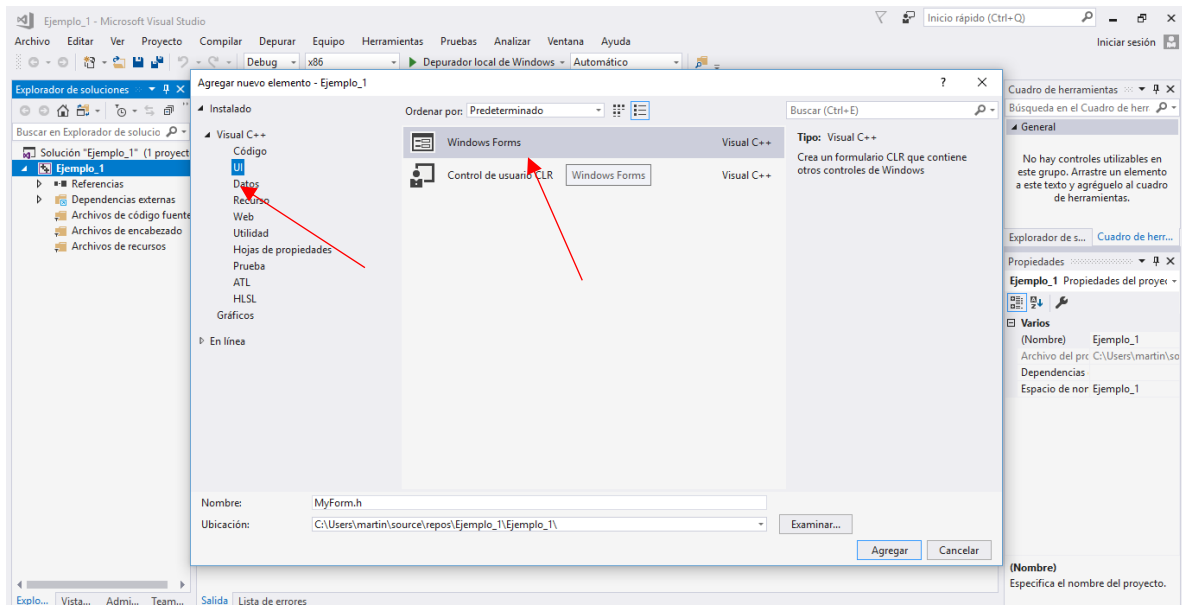 Ejemplo_1 - Microsoft Visual Studio
Inicio rápido (Ctrl+Q)
Archivo Editar Ver Proyecto Compilar Depurar Equipo Herramientas Pruebas Analizar Ventana Ayuda
Iniciar sesión
Debug x86 Depurador local de Windows Automático
Explorador de soluciones
Buscar en Explorador de solucio
Solución "Ejemplo_1" (1 proyect
Ejemplo_1
Referencias
Dependencias externas
Archivos de código fuente
Archivos de encabezado
Archivos de recursos
Explo... Vista... Admi... Team...
Agregar nuevo elemento - Ejemplo_1
? X
Instalado
Visual C++
Código
UI
Datos
Recurso
Web
Utilidad
Hojas de propiedades
Prueba
ATL
HLSL
Gráficos
En línea
Ordenar por: Predeterminado
Windows Forms Visual C++
Control de usuario CLR Windows Forms Visual C++
Buscar (Ctrl+E)
Tipo: Visual C++
Crea un formulario CLR que contiene
otros controles de Windows
Nombre: MyForm.h
Ubicación: C:\Users\martin\source\repos\Ejemplo_1\Ejemplo_1\
Examinar...
Agregar Cancelar
Salida Lista de errores
Cuadro de herramientas
Búsqueda en el Cuadro de herr
General
No hay controles utilizables en
este grupo. Arrastre un elemento
a este texto y agréguelo al cuadro
de herramientas.
Explorador de s... Cuadro de herr...
Propiedades
Ejemplo_1 Propiedades del proyec
Varios
(Nombre) Ejemplo_1
Archivo del prc C:\Users\martin\so
Dependencias
Espacio de nor Ejemplo_1
(Nombre)
Especifica el nombre del proyecto.